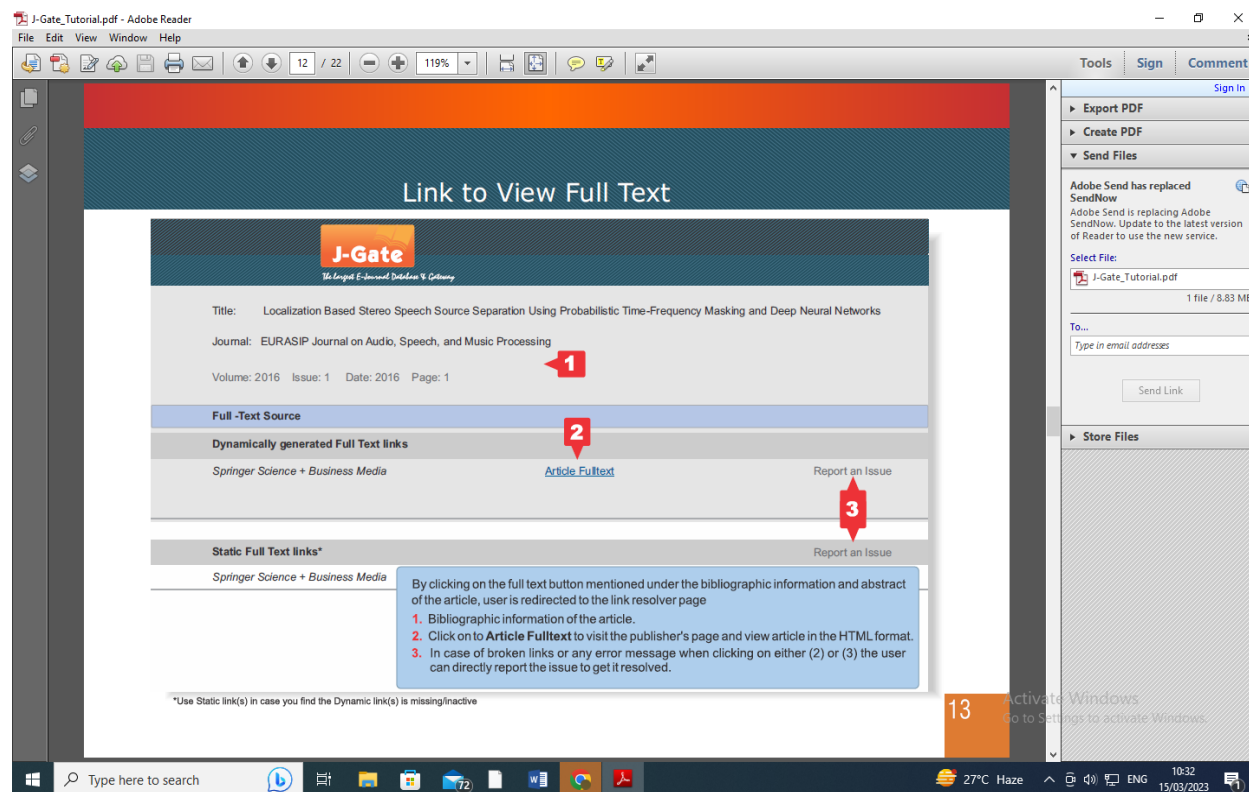 J-Gate_Tutorial.pdf - Adobe Reader
File Edit View Window Help
12 / 22 119% Tools Sign Comment
Sign In
Export PDF
Create PDF
Send Files
Adobe Send has replaced
SendNow
Adobe Send is replacing Adobe
SendNow. Update to the latest version
of Reader to use the new service.
Select File:
J-Gate_Tutorial.pdf
1 file / 8.83 MB
To...
Type in email addresses
Send Link
Store Files
Link to View Full Text
J-Gate
The Largest E-Journal Database & Gateway
Title: Localization Based Stereo Speech Source Separation Using Probabilistic Time-Frequency Masking and Deep Neural Networks
Journal: EURASIP Journal on Audio, Speech, and Music Processing
1
Volume: 2016 Issue: 1 Date: 2016 Page: 1
Full -Text Source
2
Dynamically generated Full Text links
Springer Science + Business Media Article Fulltext Report an Issue
3
Static Full Text links* Report an Issue
Springer Science + Business Media
By clicking on the full text button mentioned under the bibliographic information and abstract
of the article, user is redirected to the link resolver page
1. Bibliographic information of the article.
2. Click on to Article Fulltext to visit the publisher's page and view article in the HTML format.
3. In case of broken links or any error message when clicking on either (2) or (3) the user
can directly report the issue to get it resolved.
*Use Static link(s) in case you find the Dynamic link(s) is missing/inactive
13
Activate Windows
Go to Settings to activate Windows.
Type here to search 72 27°C Haze ENG 10:32
15/03/2023 1